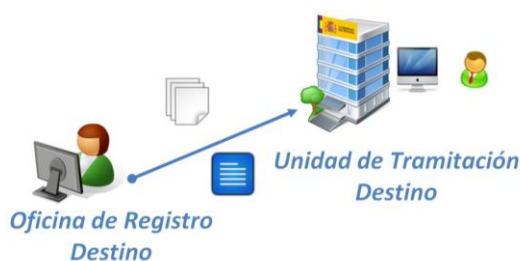 Unidad de Tramitación
Destino
Oficina de Registro
Destino